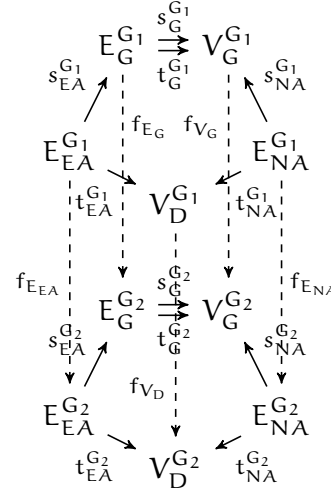 s_G^{G_1}
E_G^{G_1} V_G^{G_1}
t_G^{G_1}
s_{EA}^{G_1} s_{NA}^{G_1}
f_{E_G} f_{V_G}
E_{EA}^{G_1} E_{NA}^{G_1}
t_{EA}^{G_1} V_D^{G_1} t_{NA}^{G_1}
f_{E_{EA}} s_G^{G_2} f_{E_{NA}}
E_G^{G_2} V_G^{G_2}
s_{EA}^{G_2} t_G^{G_2} s_{NA}^{G_2}
f_{V_D}
E_{EA}^{G_2} E_{NA}^{G_2}
t_{EA}^{G_2} V_D^{G_2} t_{NA}^{G_2}